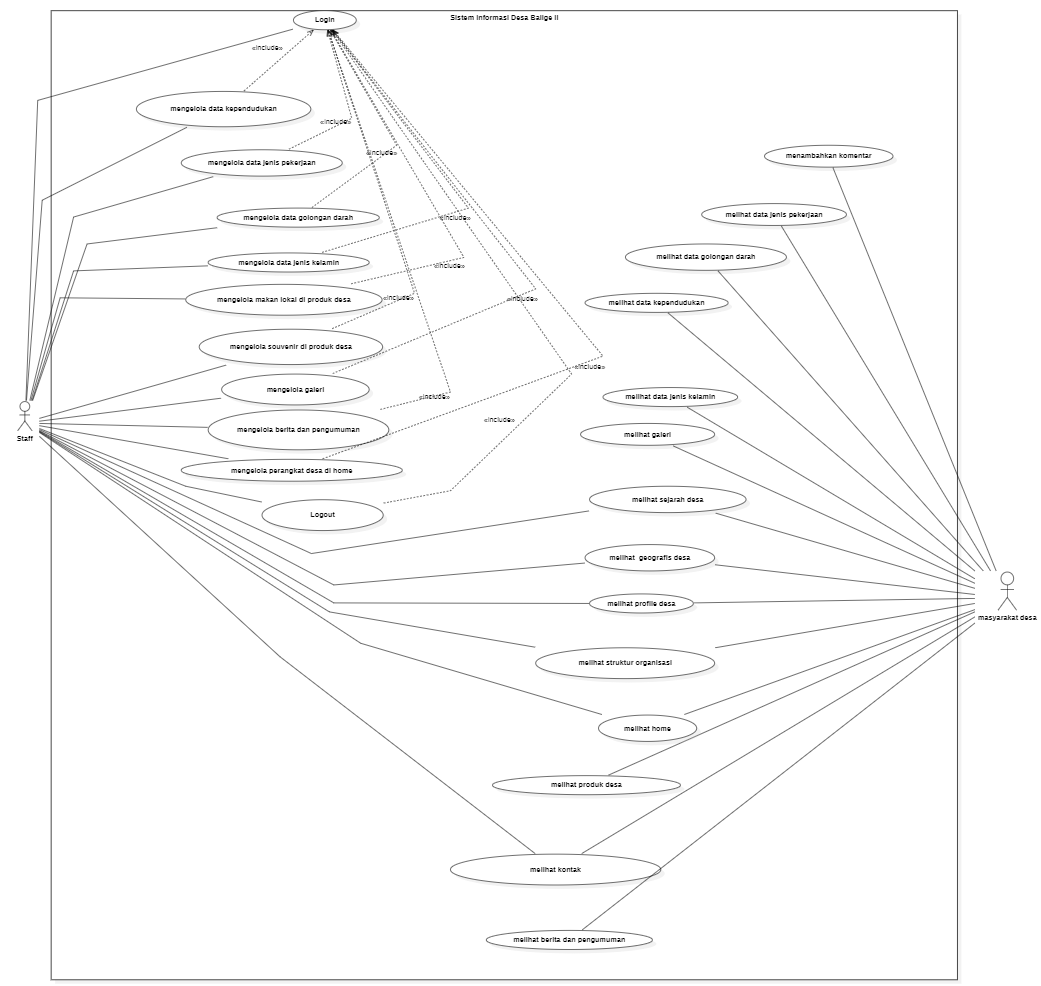 Login
Sistem Informasi Desa Balige II
«include»
mengelola data kependudukan
«include»
mengelola data jenis pekerjaan
«include»
menambahkan komentar
mengelola data golongan darah
«include»
melihat data jenis pekerjaan
mengelola data jenis kelamin
«include»
melihat data golongan darah
mengelola makan lokal di produk desa
«include»
«include»
melihat data kependudukan
mengelola souvenir di produk desa
«include»
mengelola galeri
«include»
melihat data jenis kelamin
«include»
mengelola berita dan pengumuman
melihat galeri
Staff
mengelola perangkat desa di home
Logout
melihat sejarah desa
melihat geografis desa
melihat profile desa
masyarakat desa
melihat struktur organisasi
melihat home
melihat produk desa
melihat kontak
melihat berita dan pengumuman